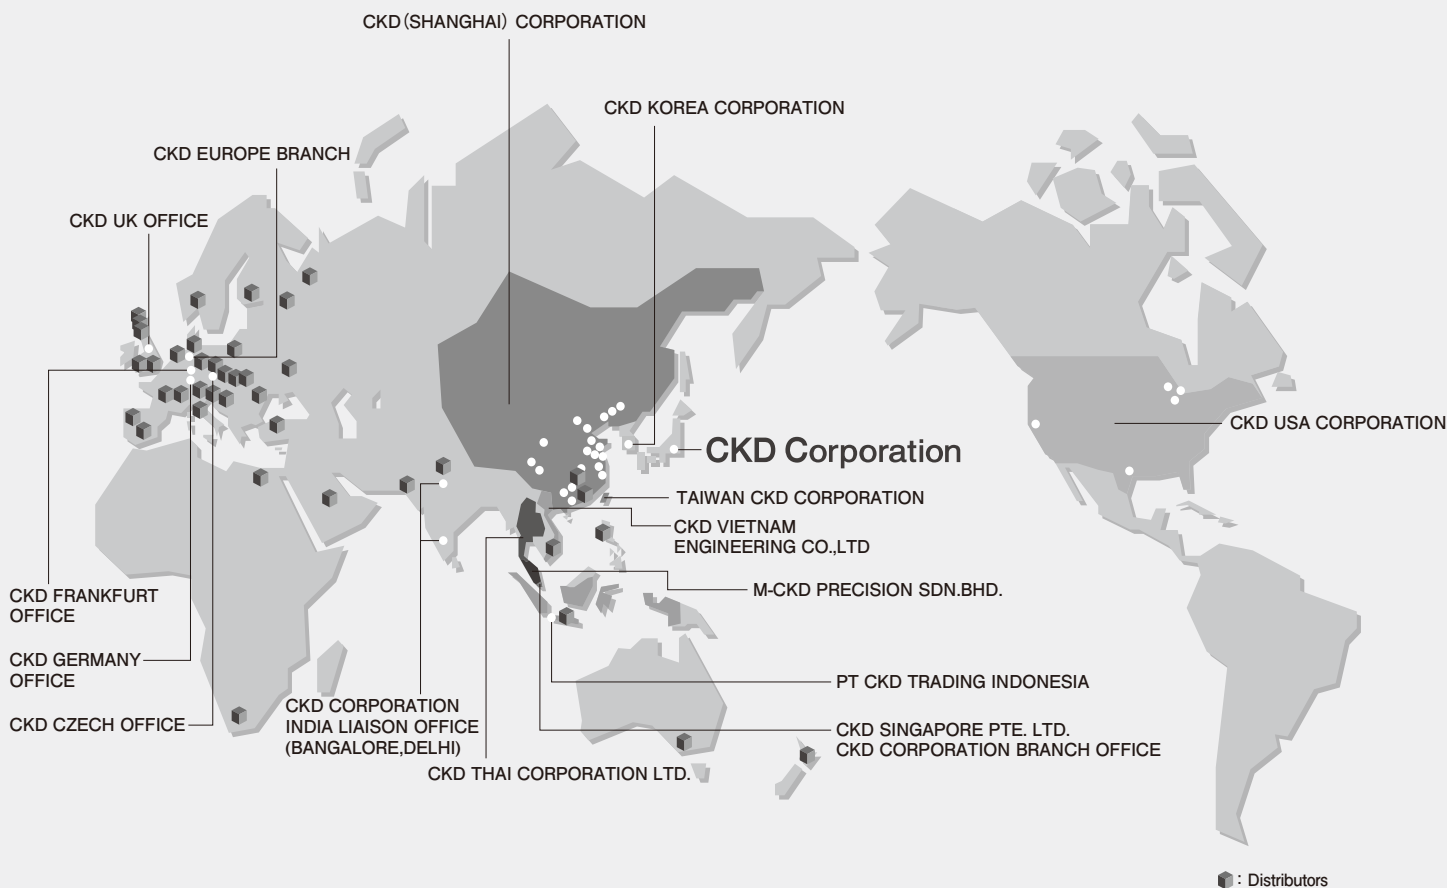 CKD(SHANGHAI) CORPORATION
CKD KOREA CORPORATION
CKD EUROPE BRANCH
CKD UK OFFICE
CKD USA CORPORATION
CKD Corporation
TAIWAN CKD CORPORATION
CKD VIETNAM
ENGINEERING CO.,LTD
M-CKD PRECISION SDN.BHD.
CKD FRANKFURT
OFFICE
CKD GERMANY
OFFICE
CKD CZECH OFFICE
CKD CORPORATION
INDIA LIAISON OFFICE
(BANGALORE,DELHI)
CKD THAI CORPORATION LTD.
PT CKD TRADING INDONESIA
CKD SINGAPORE PTE. LTD.
CKD CORPORATION BRANCH OFFICE
: Distributors